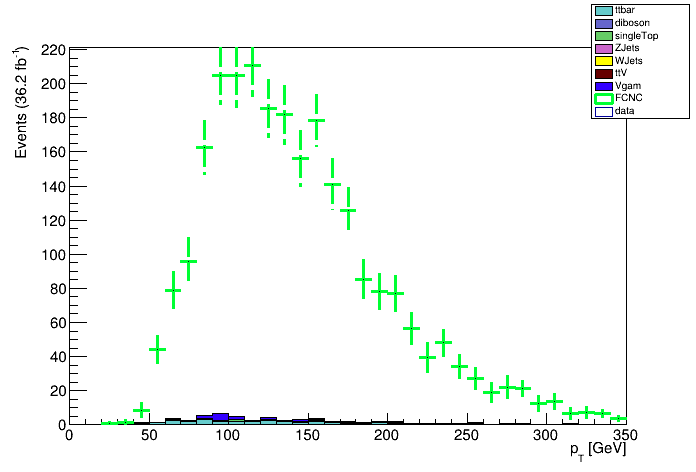 ttbar
diboson
singleTop
ZJets
WJets
ttV
Vgam
FCNC
data
Events (36.2 fb⁻¹)
220
200
180
160
140
120
100
80
60
40
20
0
0 50 100 150 200 250 300 350
p_T [GeV]